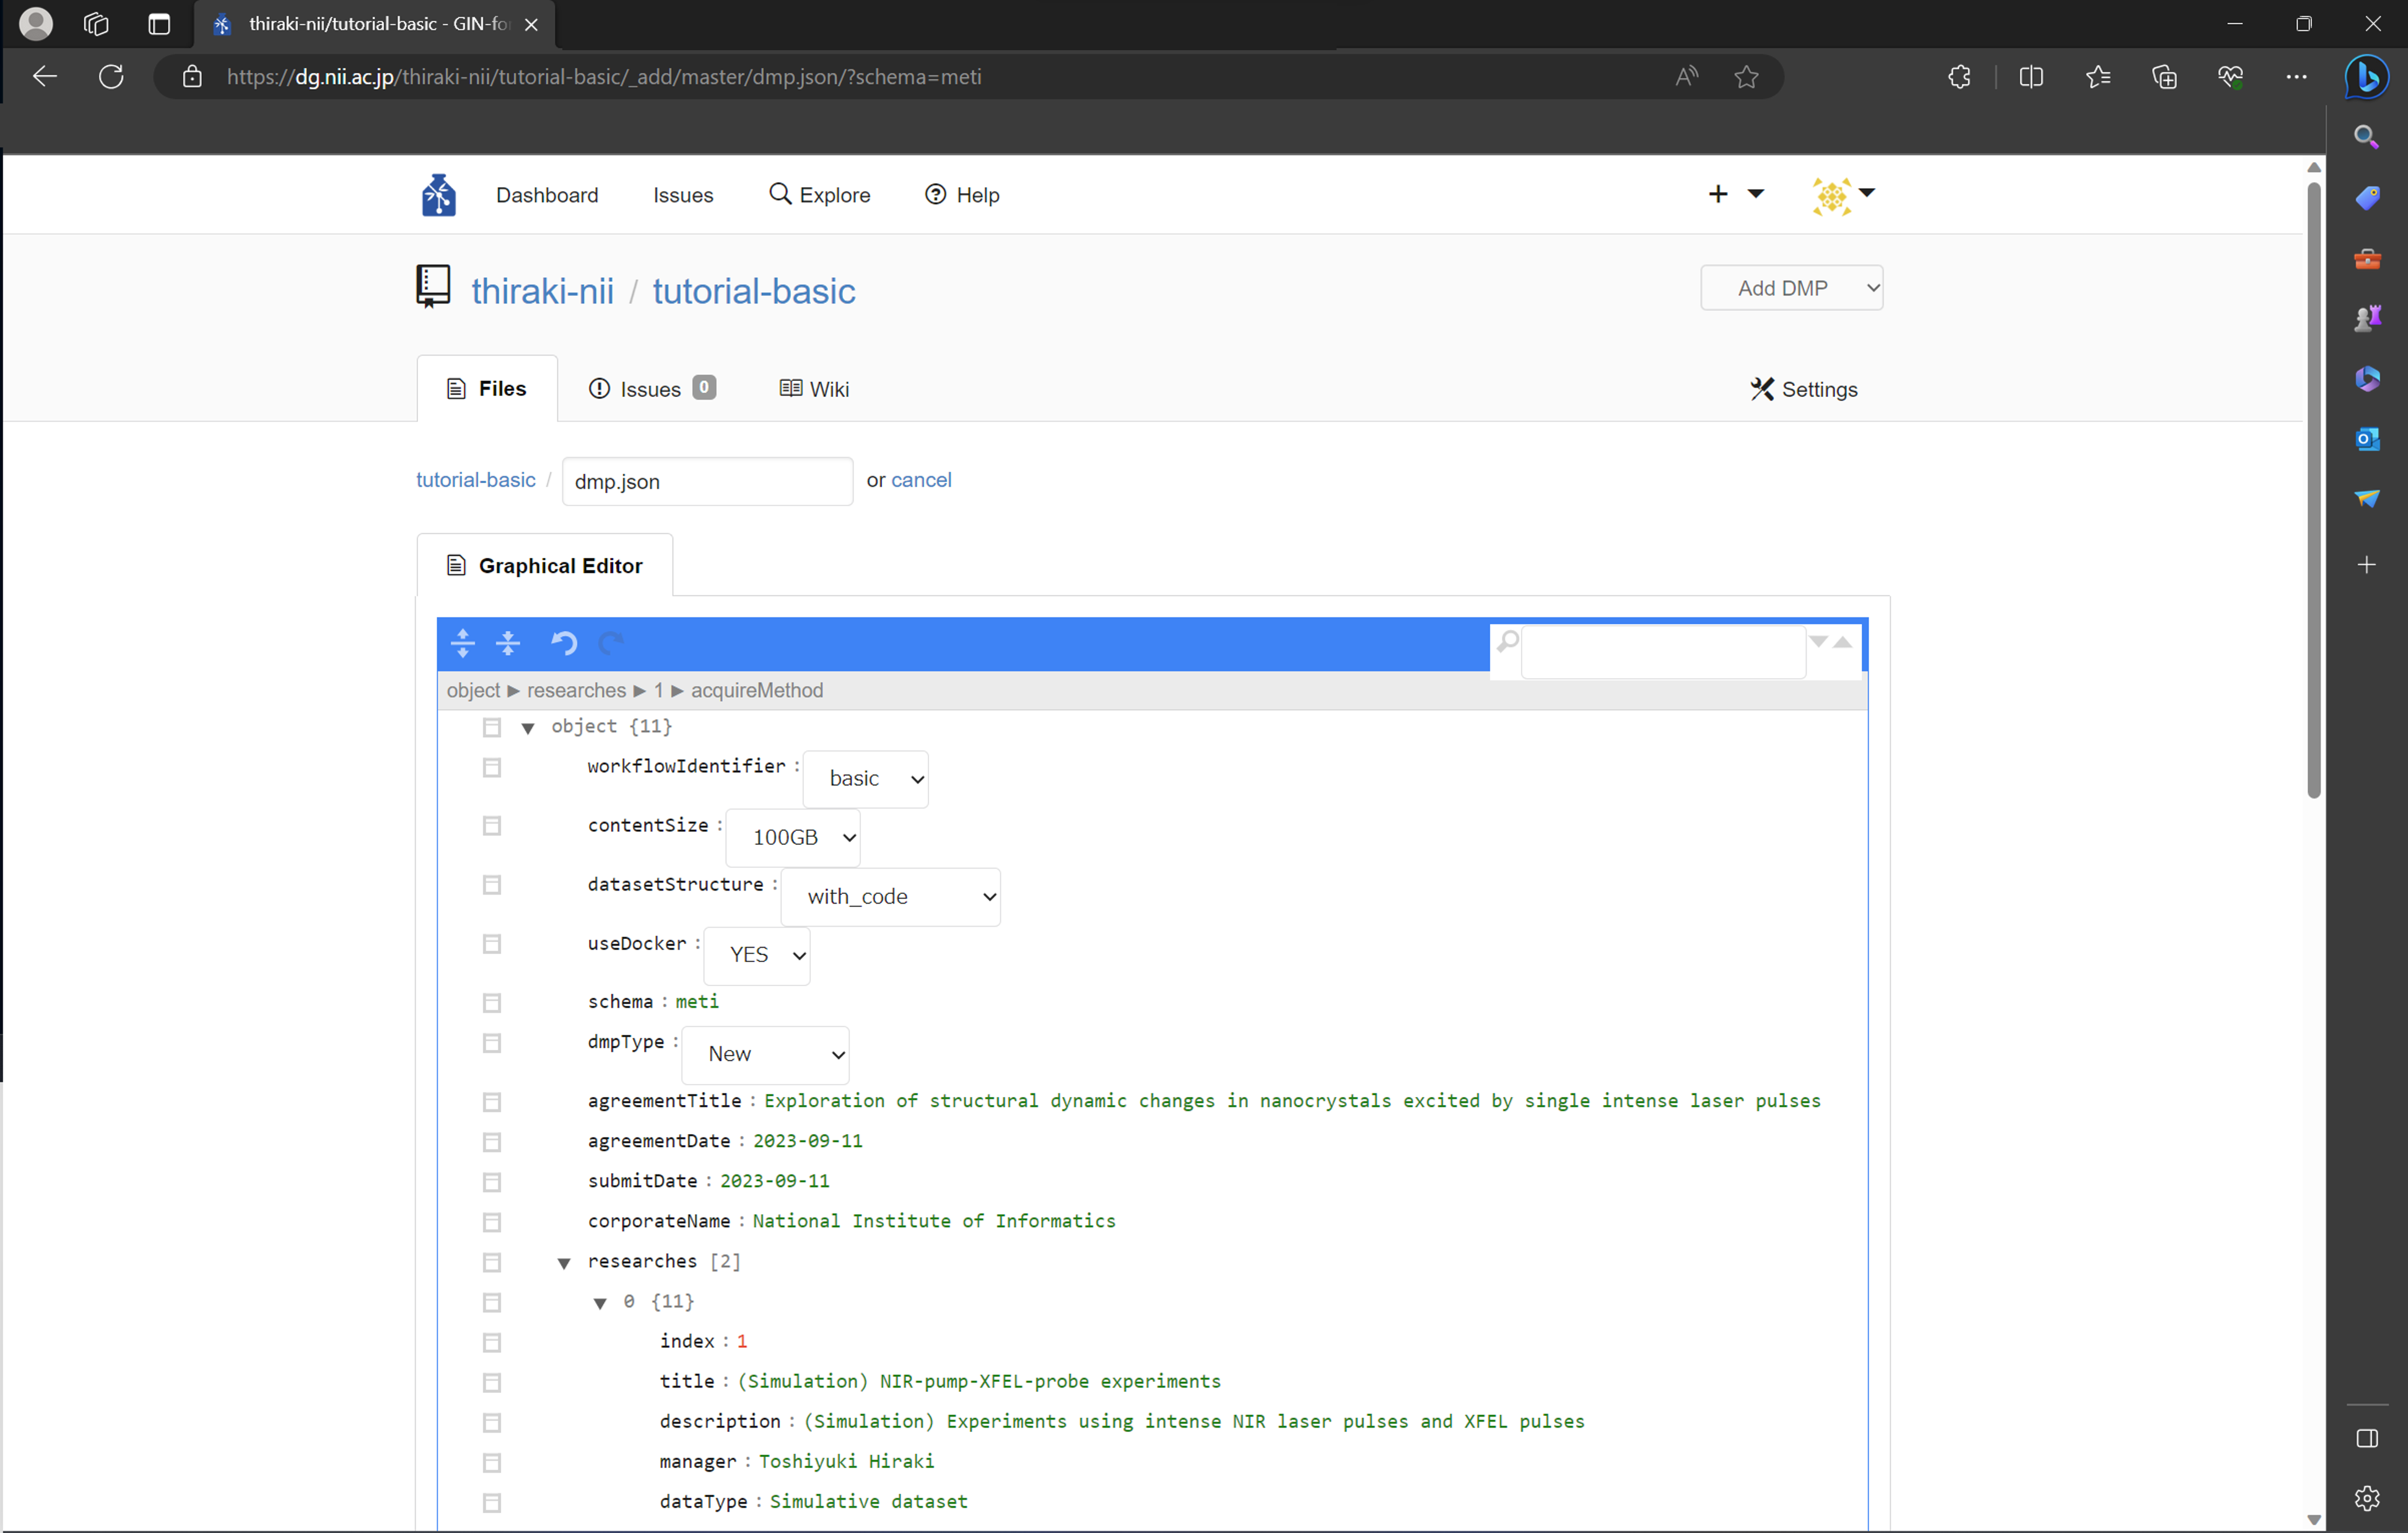 thiraki-nii/tutorial-basic - GIN-fo
https://dg.nii.ac.jp/thiraki-nii/tutorial-basic/_add/master/dmp.json/?schema=meti
Dashboard Issues Explore Help
thiraki-nii / tutorial-basic
Add DMP
Files Issues 0 Wiki Settings
tutorial-basic / dmp.json or cancel
Graphical Editor
object ▶ researches ▶ 1 ▶ acquireMethod
object {11}
workflowIdentifier : basic
contentSize : 100GB
datasetStructure : with_code
useDocker : YES
schema : meti
dmpType : New
agreementTitle : Exploration of structural dynamic changes in nanocrystals excited by single intense laser pulses
agreementDate : 2023-09-11
submitDate : 2023-09-11
corporateName : National Institute of Informatics
researches [2]
0 {11}
index : 1
title : (Simulation) NIR-pump-XFEL-probe experiments
description : (Simulation) Experiments using intense NIR laser pulses and XFEL pulses
manager : Toshiyuki Hiraki
dataType : Simulative dataset